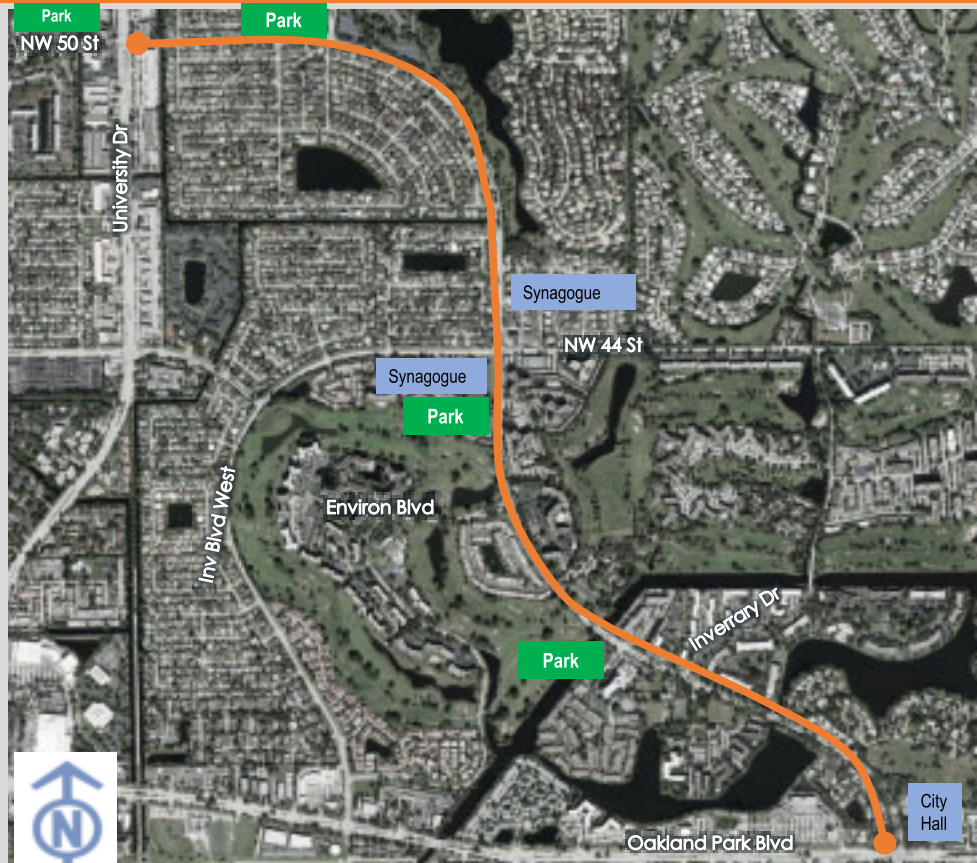 Park
Park
NW 50 St
University Dr
Synagogue
NW 44 St
Synagogue
Park
Inv Blvd West
Environ Blvd
Inverrary Dr
Park
City
Hall
Oakland Park Blvd
N